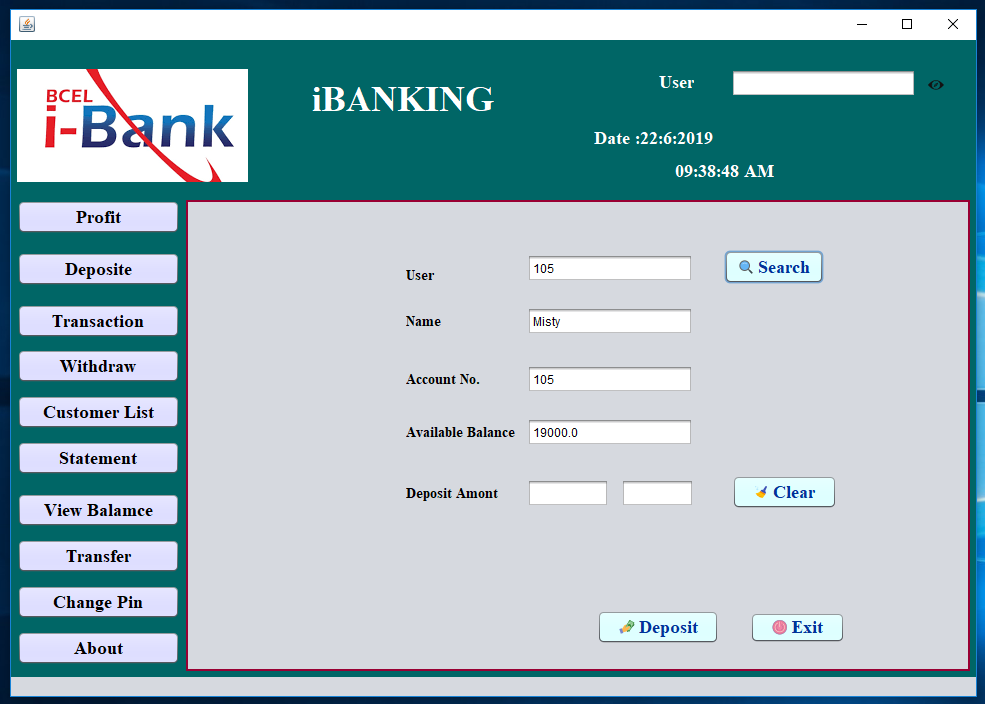 BCEL
i-Bank
iBANKING
User
Date :22:6:2019
09:38:48 AM
Profit
Deposite
Transaction
Withdraw
Customer List
Statement
View Balamce
Transfer
Change Pin
About
User 105 Search
Name Misty
Account No. 105
Available Balance 19000.0
Deposit Amont Clear
Deposit Exit